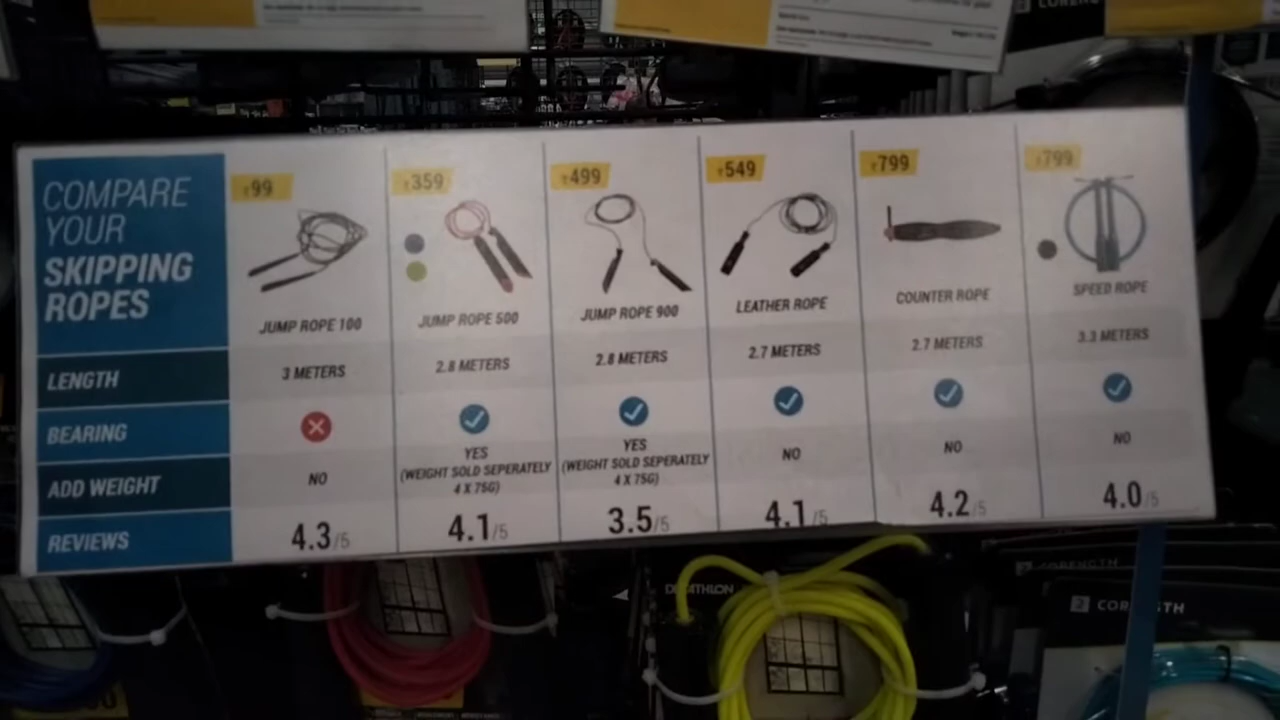 COMPARE
YOUR
SKIPPING
ROPES
₹99 ₹359 ₹499 ₹549 ₹799 ₹799
JUMP ROPE 100 JUMP ROPE 500 JUMP ROPE 900 LEATHER ROPE COUNTER ROPE SPEED ROPE
LENGTH 3 METERS 2.8 METERS 2.8 METERS 2.7 METERS 2.7 METERS 3.3 METERS
BEARING
ADD WEIGHT NO YES (WEIGHT SOLD SEPERATELY 4 X 75G) YES (WEIGHT SOLD SEPERATELY 4 X 75G) NO NO NO
REVIEWS 4.3/5 4.1/5 3.5/5 4.1/5 4.2/5 4.0/5
DECATHLON
CORENGTH
CORENGTH